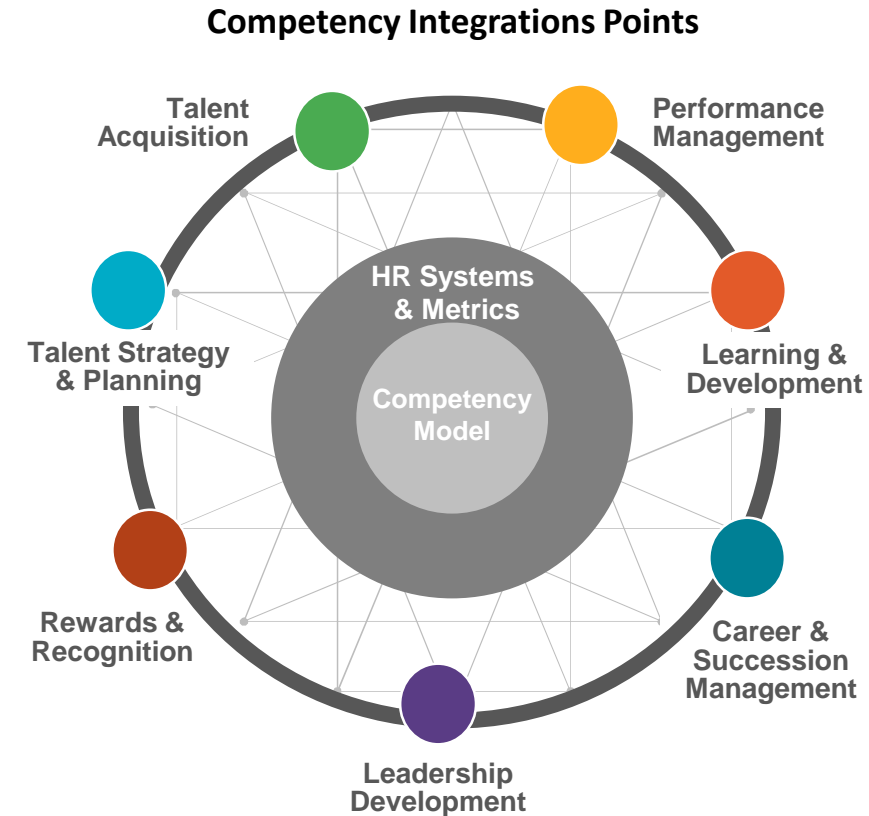 Competency Integrations Points
Talent
Acquisition
Performance
Management
HR Systems
& Metrics
Talent Strategy
& Planning
Learning &
Development
Competency
Model
Rewards &
Recognition
Career &
Succession
Management
Leadership
Development